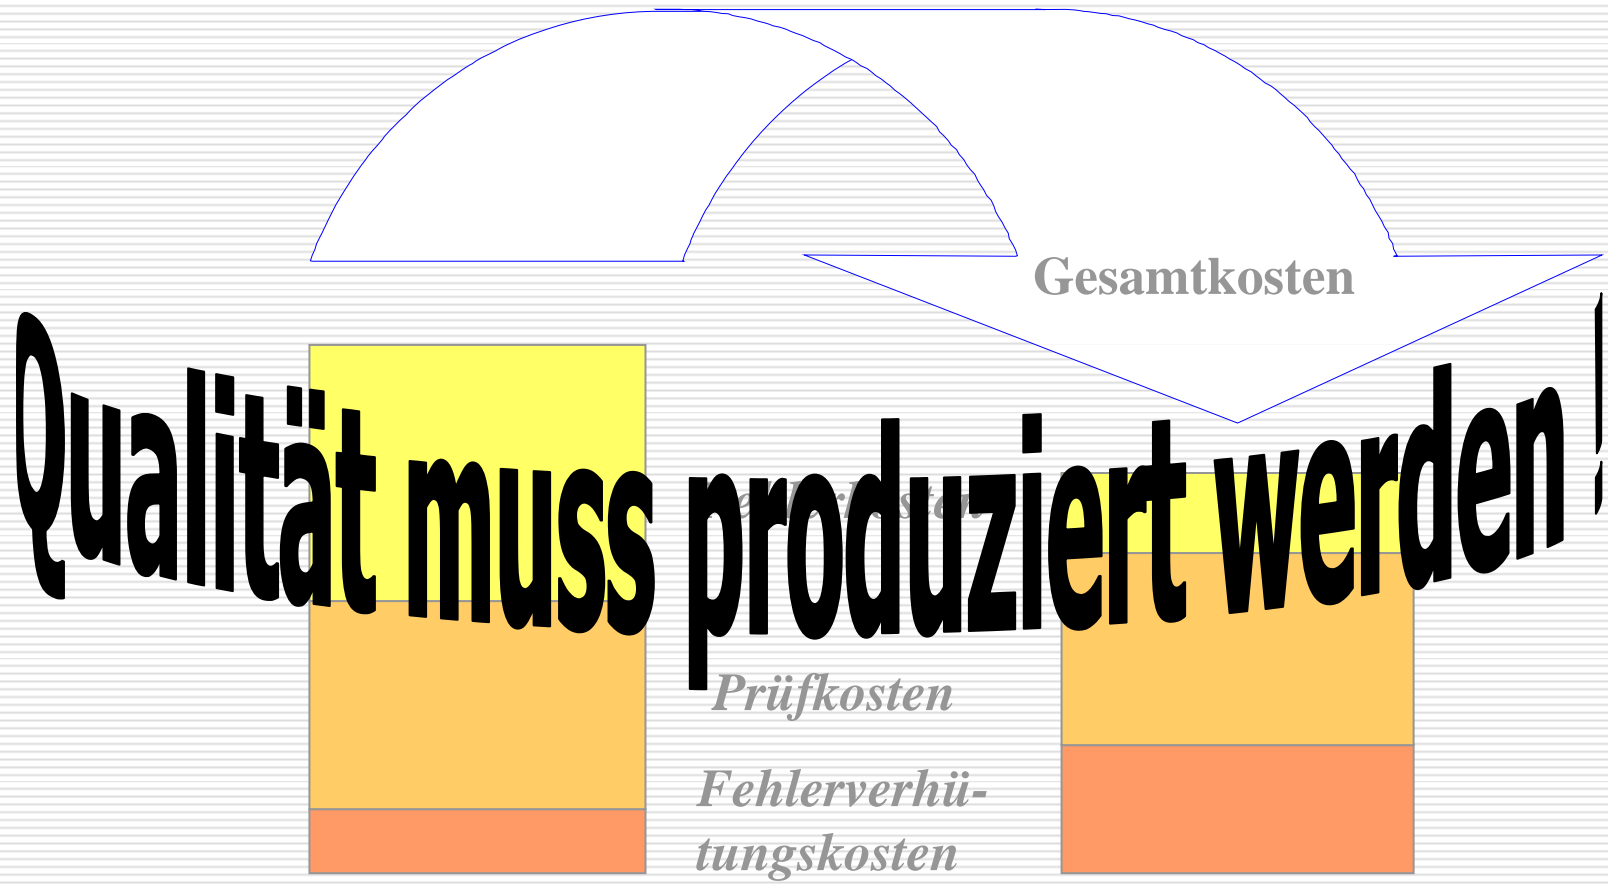 Gesamtkosten
Qualität muss produziert werden !
Prüfkosten
Fehlerverhü-
tungskosten